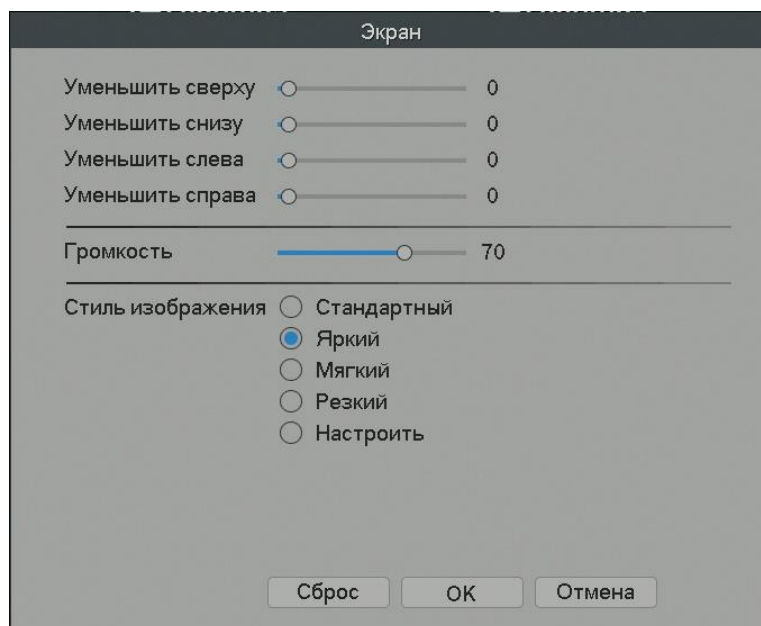 Экран
Уменьшить сверху 0
Уменьшить снизу 0
Уменьшить слева 0
Уменьшить справа 0
Громкость 70
Стиль изображения Стандартный
Яркий
Мягкий
Резкий
Настроить
Сброс OK Отмена